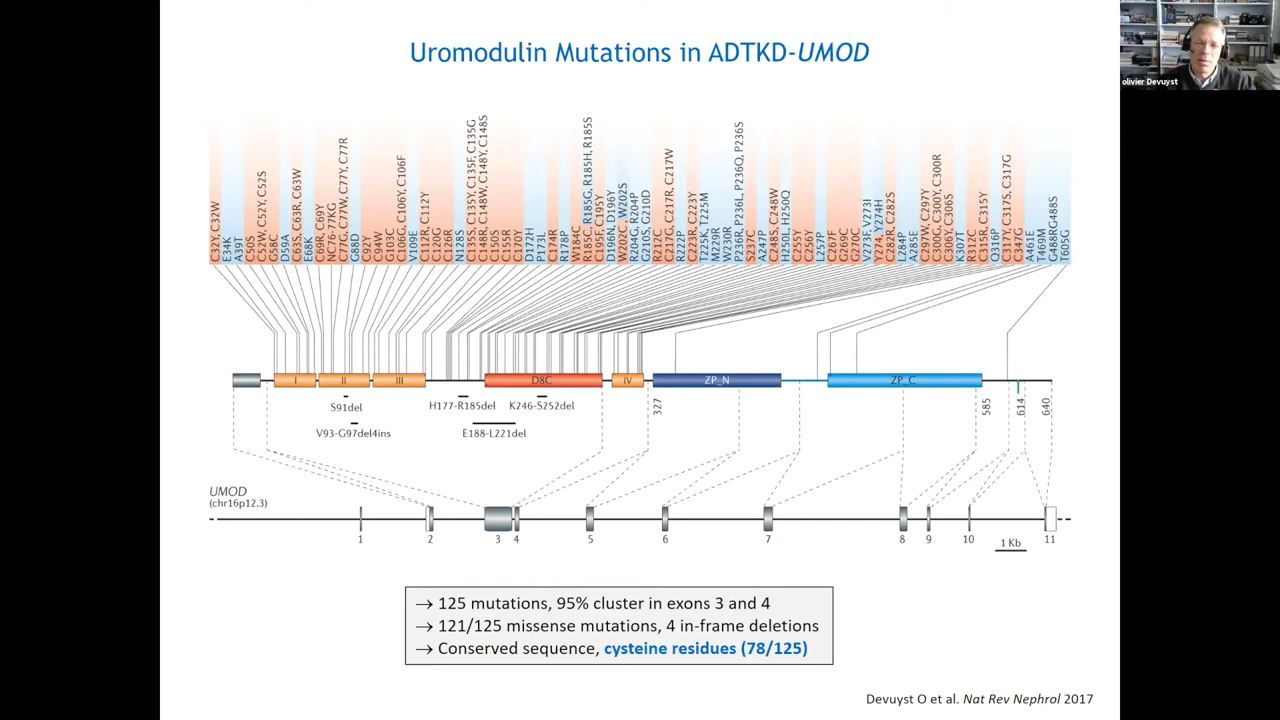 Uromodulin Mutations in ADTKD-UMOD
olivier Devuyst
C32Y, C32W
E34K
A39T
C50S
C52W, C52Y, C52S
G58C
D59A
C63S, C63R, C63W
E68K
C69R, C69Y
NC76-77KG
C77G, C77W, C77Y, C77R
G88D
C92Y
C94W
G103C
C106G, C106Y, C106F
V109E
C112R, C112Y
C120G
C126R
N128S
C135S, C135Y, C135F, C135G
C148R, C148W, C148Y, C148S
C150S
C155R
C170Y
D172H
P173L
C174R
R178P
W184C
R185C, R185G, R185H, R185S
C195F, C195Y
D196N, D196Y
W202C, W202S
R204G, R204P
G210S, G210D
R212C
C217G, C217R, C217W
R222P
C223R, C223Y
T225K, T225M
M229R
W230R
P236R, P236L, P236Q, P236S
S237C
A247P
C248S, C248W
H250L, H250Q
C255Y
C256Y
L257P
C267F
S269C
G270C
V273F, V273I
Y274, Y274H
C282R, C282S
L284P
A285E
C297W, C297Y
C300G, C300Y, C300R
C306Y, C306S
K307T
R312C
C315R, C315Y
Q316P
C317Y, C317S, C317G
C347G
A461E
T469M
G488RG488S
T605G
I
II
III
D8C
IV
ZP_N
ZP_C
S91del
V93-G97del4ins
H177-R185del
E188-L221del
K246-S252del
327
585
614
640
UMOD
(chr16p12.3)
1
2
3
4
5
6
7
8
9
10
11
1 Kb
→ 125 mutations, 95% cluster in exons 3 and 4
→ 121/125 missense mutations, 4 in-frame deletions
→ Conserved sequence, cysteine residues (78/125)
Devuyst O et al. Nat Rev Nephrol 2017